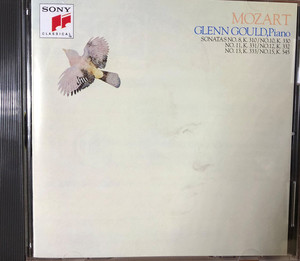 SONY
CLASSICAL
MOZART
GLENN GOULD, Piano
SONATAS NO. 8, K. 310 / NO. 10, K. 330
NO. 11, K. 331 / NO. 12, K. 332
NO. 13, K. 333 / NO. 15, K. 545